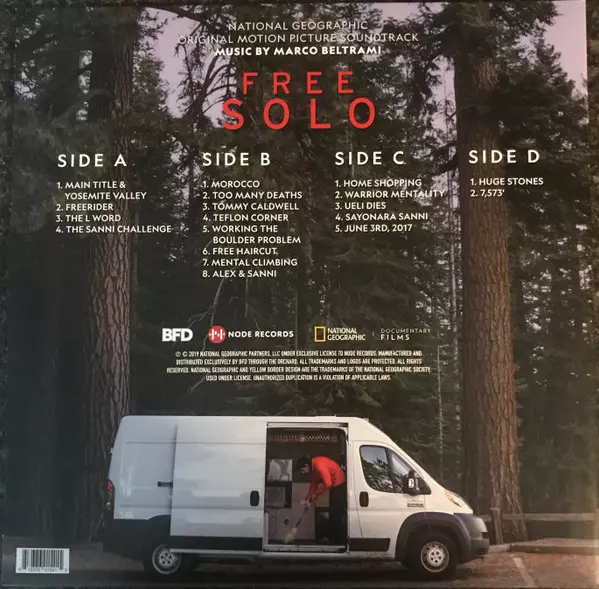 NATIONAL GEOGRAPHIC
ORIGINAL MOTION PICTURE SOUNDTRACK
MUSIC BY MARCO BELTRAMI
FREE
SOLO
SIDE A
1. MAIN TITLE &
YOSEMITE VALLEY
2. FREERIDER
3. THE L WORD
4. THE SANNI CHALLENGE
SIDE B
1. MOROCCO
2. TOO MANY DEATHS
3. TOMMY CALDWELL
4. TEFLON CORNER
5. WORKING THE
BOULDER PROBLEM
6. FREE HAIRCUT
7. MENTAL CLIMBING
8. ALEX & SANNI
SIDE C
1. HOME SHOPPING
2. WARRIOR MENTALITY
3. UELI DIES
4. SAYONARA SANNI
5. JUNE 3RD, 2017
SIDE D
1. HUGE STONES
2. 7,573'
BFD
NODE RECORDS
NATIONAL
GEOGRAPHIC
DOCUMENTARY
FILMS
℗ © 2019 NATIONAL GEOGRAPHIC PARTNERS, LLC UNDER EXCLUSIVE LICENSE TO NODE RECORDS. MANUFACTURED AND
DISTRIBUTED EXCLUSIVELY BY BFD THROUGH THE ORCHARD. ALL TRADEMARKS AND LOGOS ARE PROTECTED. ALL RIGHTS
RESERVED. NATIONAL GEOGRAPHIC AND YELLOW BORDER DESIGN ARE THE TRADEMARKS OF THE NATIONAL GEOGRAPHIC SOCIETY,
USED UNDER LICENSE. UNAUTHORIZED DUPLICATION IS A VIOLATION OF APPLICABLE LAWS.